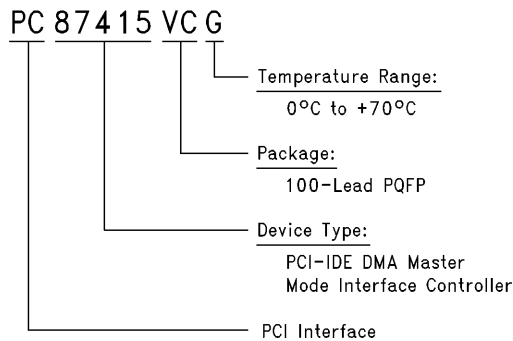 PC 87415 VC G
Temperature Range:
0°C to +70°C
Package:
100-Lead PQFP
Device Type:
PCI-IDE DMA Master
Mode Interface Controller
PCI Interface